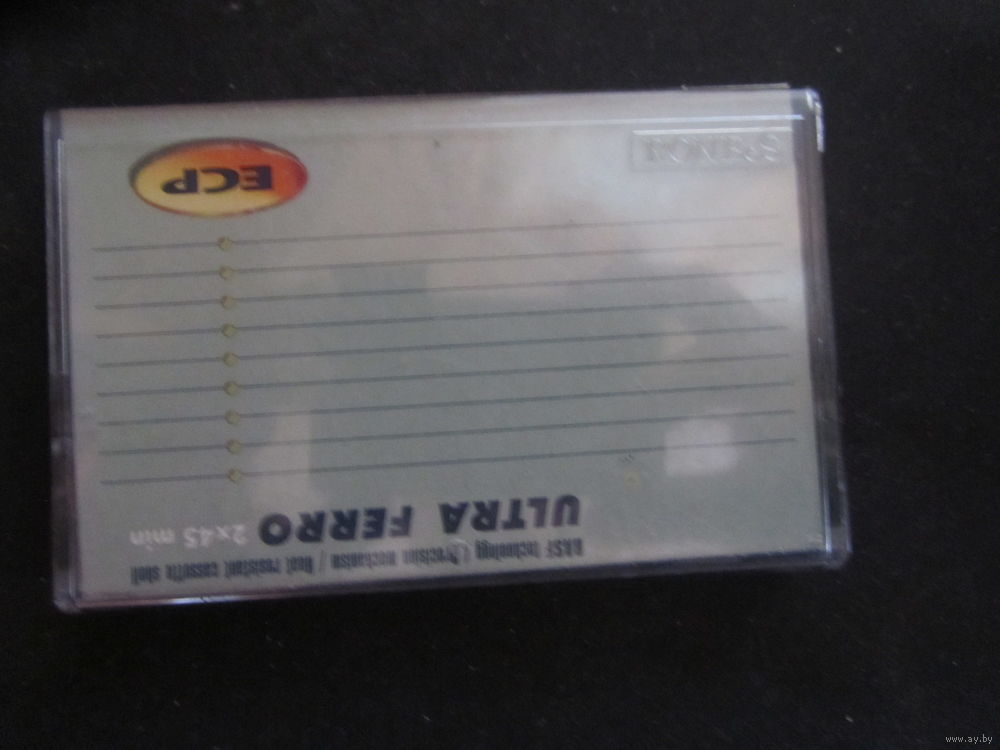 BASF technology / Precision mechanism / Heat resistant cassette shell
ULTRA FERRO 2x45 min
ECP
www.ay.by